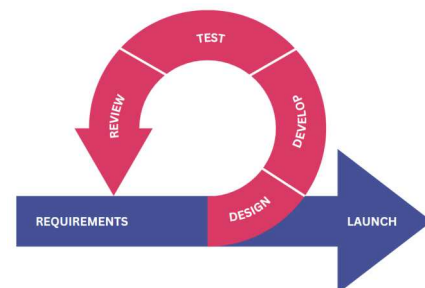 TEST
REVIEW
DEVELOP
DESIGN
REQUIREMENTS
LAUNCH